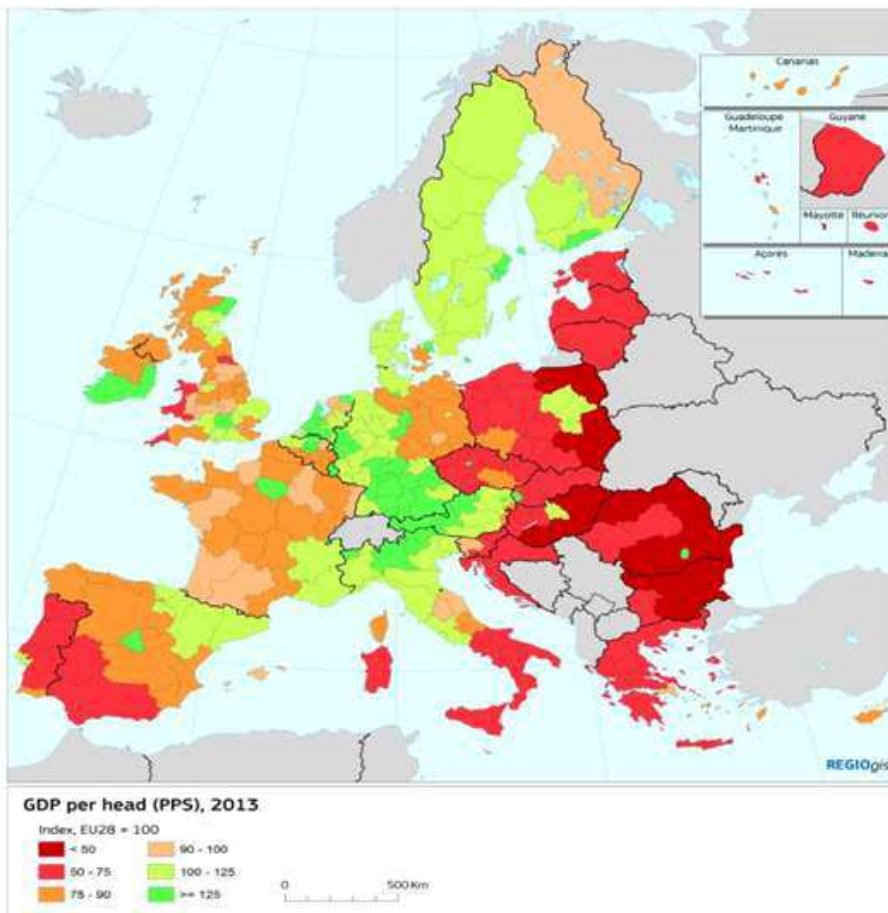 Canarias
Guadeloupe
Martinique
Guyane
Mayotte
Réunion
Açores
Madeira
REGIOgis
GDP per head (PPS), 2013
Index, EU28 = 100
< 50
50 - 75
75 - 90
90 - 100
100 - 125
>= 125
0
500 Km